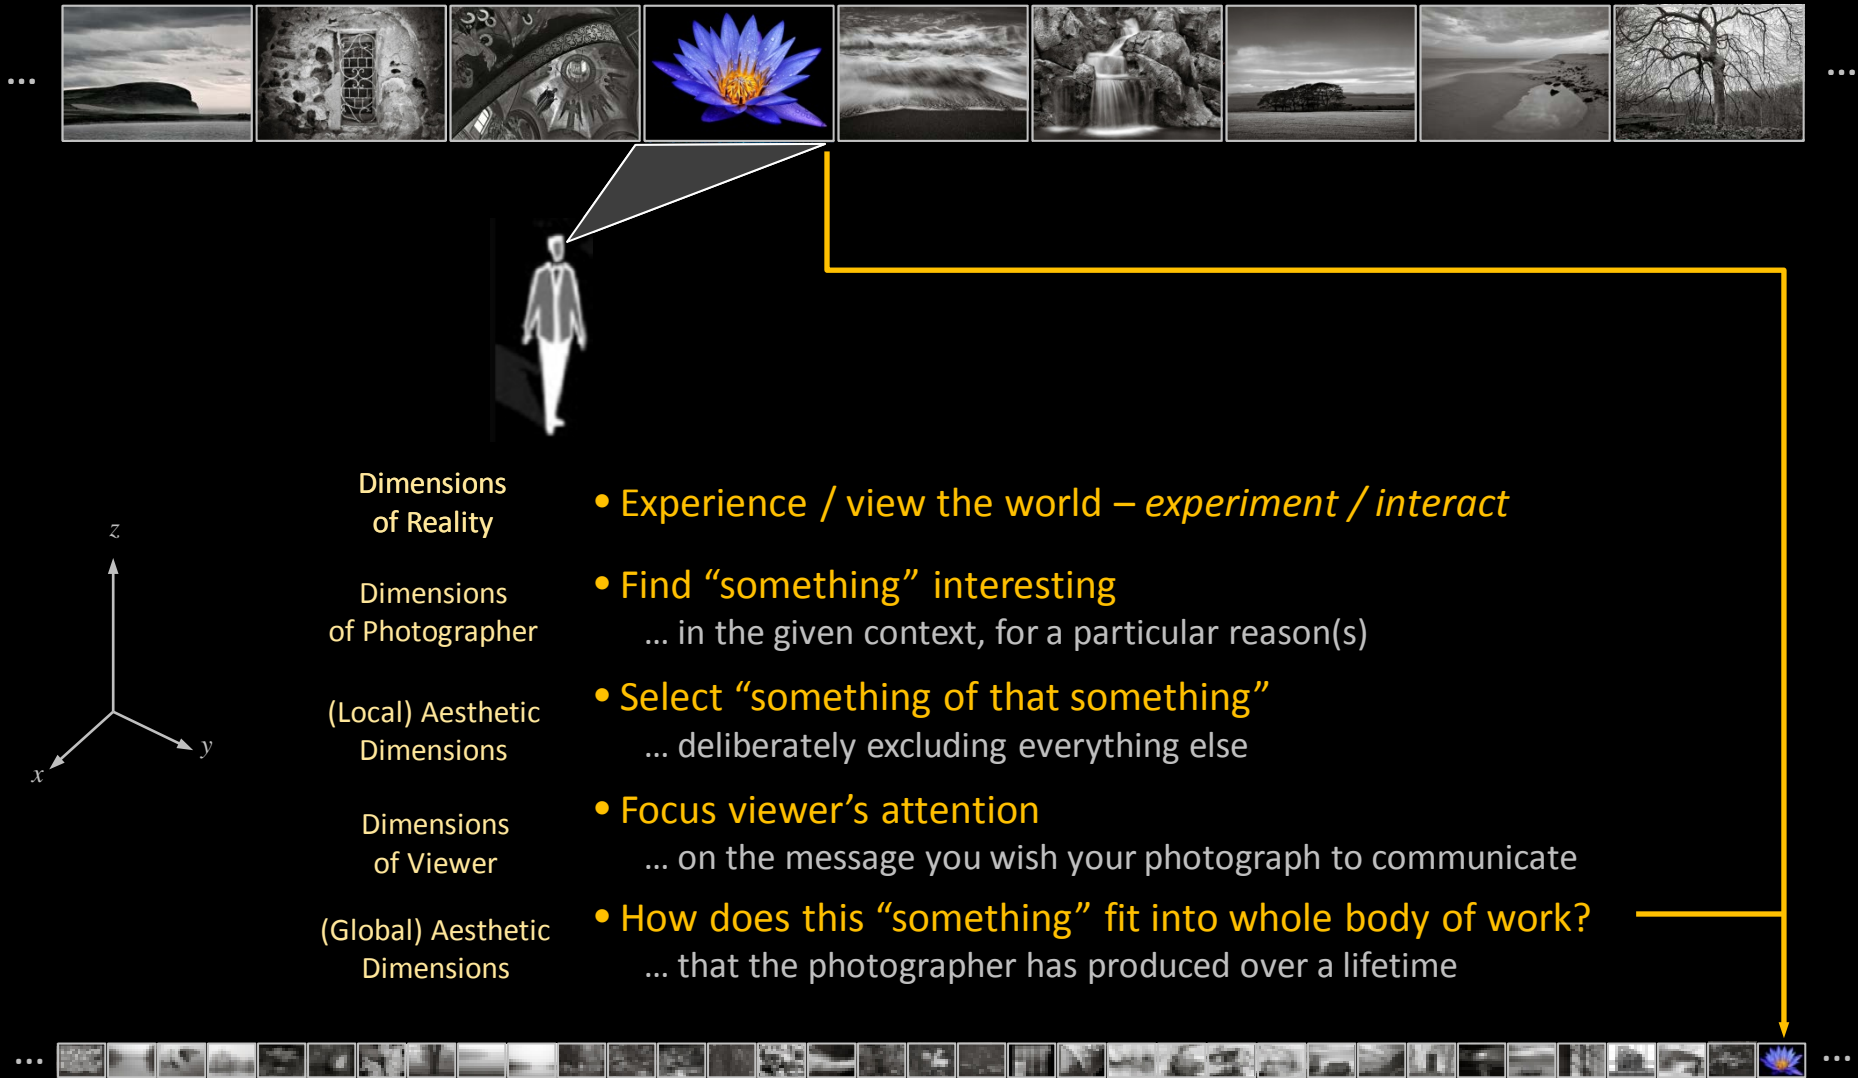 ...
...
Dimensions
of Reality
• Experience / view the world – experiment / interact
z
Dimensions
of Photographer
• Find “something” interesting
... in the given context, for a particular reason(s)
(Local) Aesthetic
Dimensions
• Select “something of that something”
... deliberately excluding everything else
y
x
Dimensions
of Viewer
• Focus viewer’s attention
... on the message you wish your photograph to communicate
(Global) Aesthetic
Dimensions
• How does this “something” fit into whole body of work?
... that the photographer has produced over a lifetime
...
...